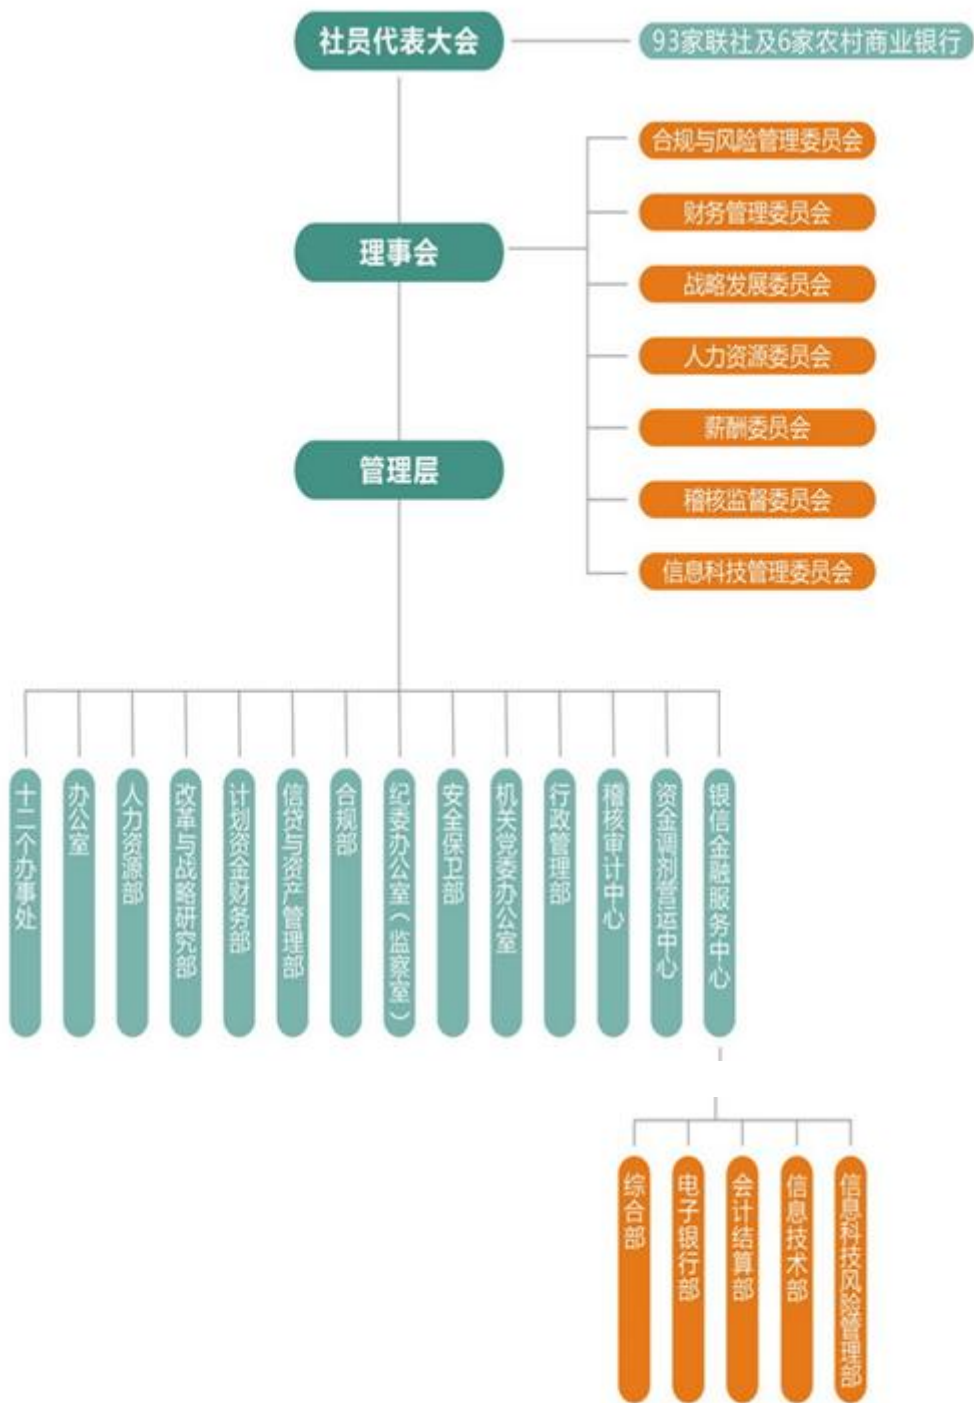 社员代表大会
93家联社及6家农村商业银行
合规与风险管理委员会
财务管理委员会
理事会
战略发展委员会
人力资源委员会
薪酬委员会
管理层
稽核监督委员会
信息科技管理委员会
十二个办事处
办公室
人力资源部
改革与战略研究部
计划资金财务部
信贷与资产管理部
合规部
纪委办公室（监察室）
安全保卫部
机关党委办公室
行政管理部
稽核审计中心
资金调剂营运中心
银信金融服务中心
综合部
电子银行部
会计结算部
信息技术部
信息科技风险管理部